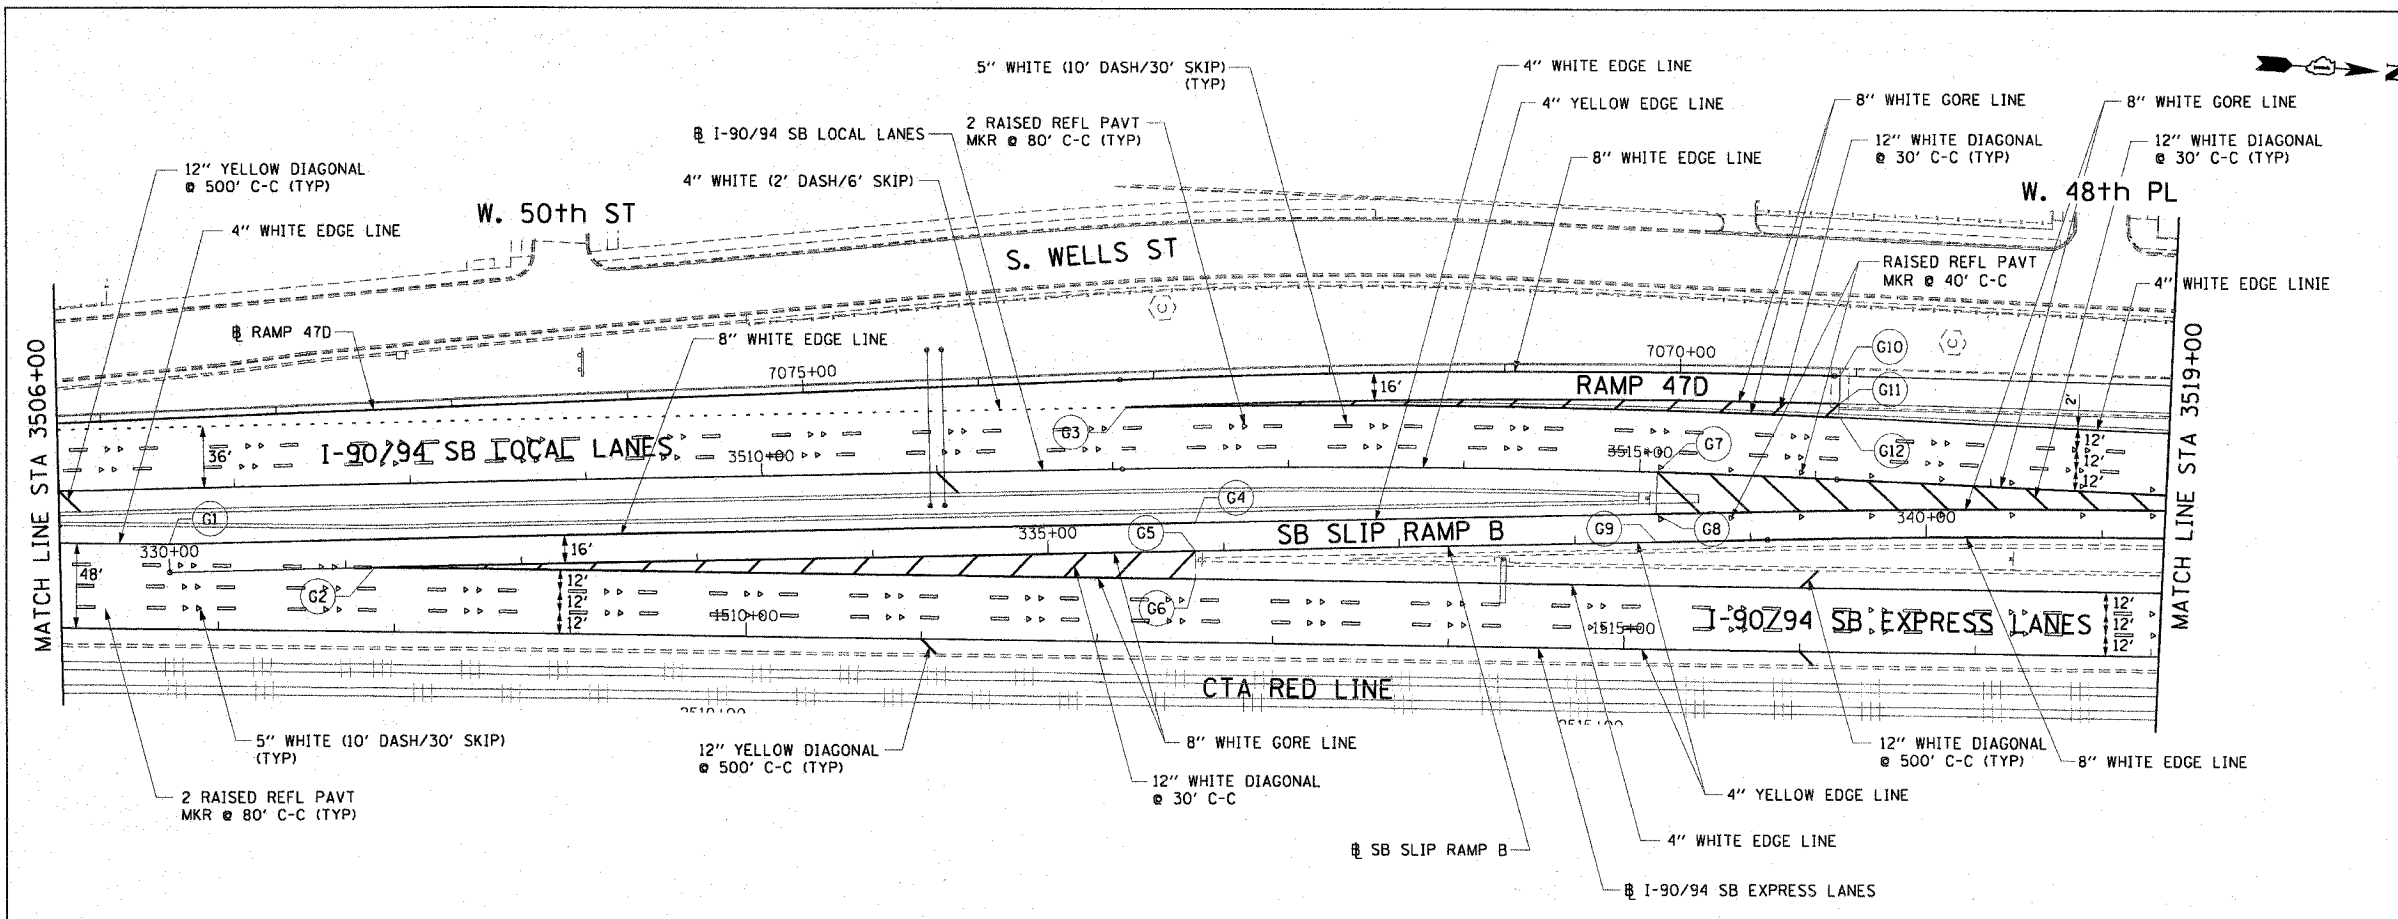 5" WHITE (10' DASH/30' SKIP)
(TYP)
4" WHITE EDGE LINE
4" YELLOW EDGE LINE
8" WHITE GORE LINE
8" WHITE GORE LINE
N
℄ I-90/94 SB LOCAL LANES
2 RAISED REFL PAVT
MKR @ 80' C-C (TYP)
12" WHITE DIAGONAL
@ 30' C-C (TYP)
12" WHITE DIAGONAL
@ 30' C-C (TYP)
12" YELLOW DIAGONAL
@ 500' C-C (TYP)
4" WHITE (2' DASH/6' SKIP)
8" WHITE EDGE LINE
W. 50th ST
W. 48th PL
4" WHITE EDGE LINE
S. WELLS ST
RAISED REFL PAVT
MKR @ 40' C-C
4" WHITE EDGE LINIE
℄ RAMP 47D
8" WHITE EDGE LINE
7075+00
7070+00
G10
16'
RAMP 47D
G11
2'
MATCH LINE STA 3506+00
MATCH LINE STA 3519+00
G3
G7
G12
36'
I-90/94 SB LOCAL LANES
3510+00
3515+00
12'
12'
12'
G1
G4
330+00
335+00
G5
SB SLIP RAMP B
G9
G8
340+00
16'
48'
G2
12'
12'
12'
G6
1510+00
1515+00
I-90/94 SB EXPRESS LANES
12'
12'
12'
CTA RED LINE
3510+00
3515+00
5" WHITE (10' DASH/30' SKIP)
(TYP)
12" YELLOW DIAGONAL
@ 500' C-C (TYP)
8" WHITE GORE LINE
12" WHITE DIAGONAL
@ 500' C-C (TYP)
8" WHITE EDGE LINE
2 RAISED REFL PAVT
MKR @ 80' C-C (TYP)
12" WHITE DIAGONAL
@ 30' C-C
4" YELLOW EDGE LINE
℄ SB SLIP RAMP B
4" WHITE EDGE LINE
℄ I-90/94 SB EXPRESS LANES